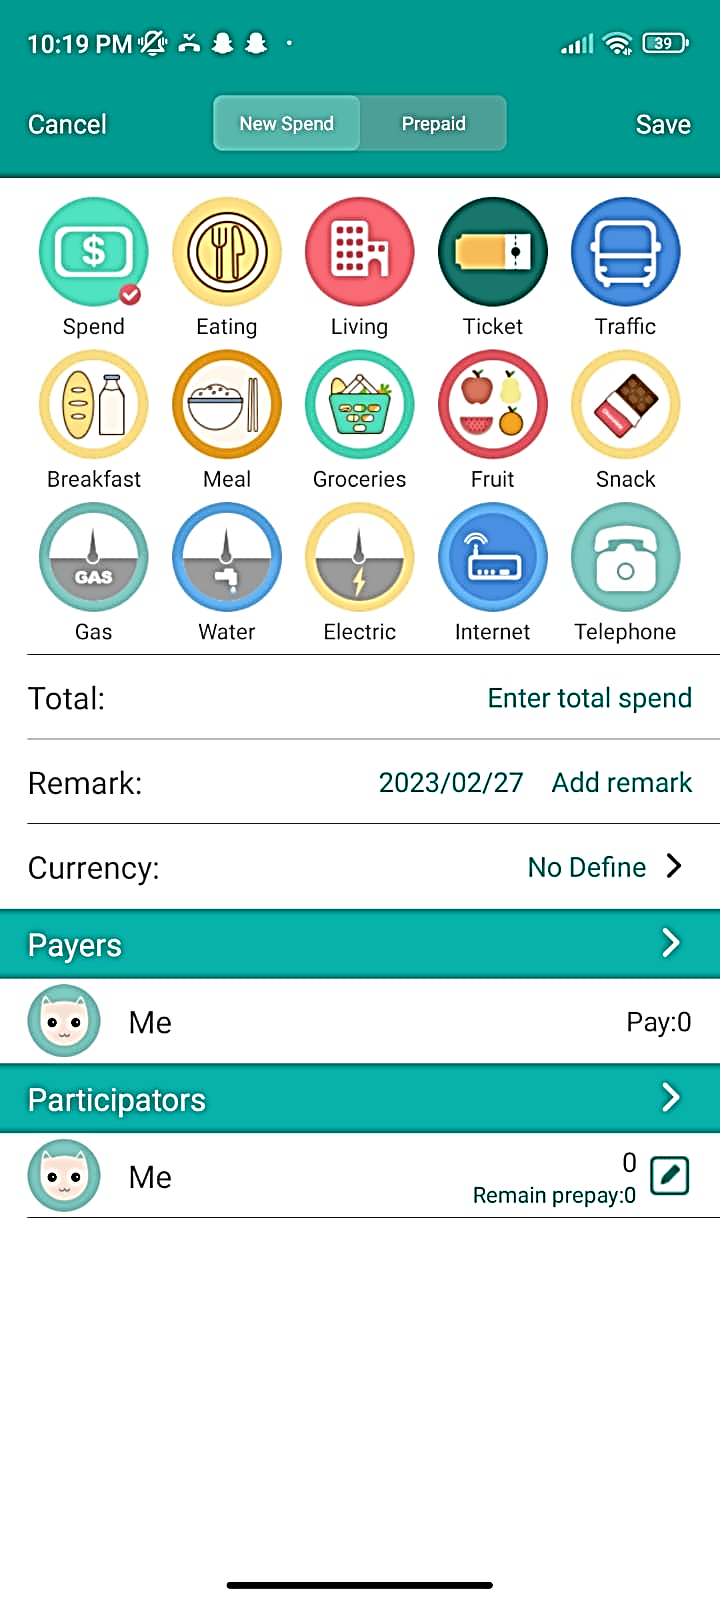 10:19 PM 39
Cancel New Spend Prepaid Save
$
Spend Eating Living Ticket Traffic
Breakfast Meal Groceries Fruit Snack
GAS
Gas Water Electric Internet Telephone
Total: Enter total spend
Remark: 2023/02/27 Add remark
Currency: No Define
Payers
Me Pay:0
Participators
Me 0
Remain prepay:0